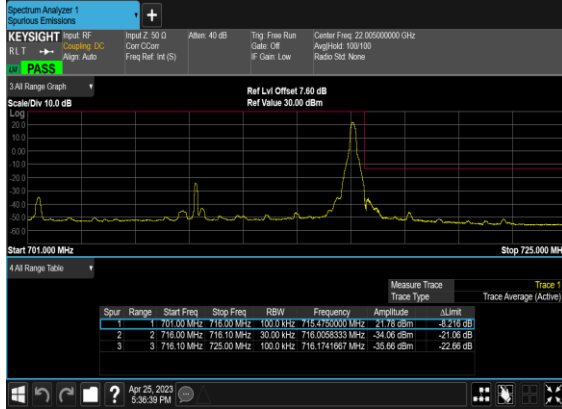 Spectrum Analyzer 1
Spurious Emissions
+
KEYSIGHT Input: RF Input Z: 50 Ω Atten: 40 dB Trig: Free Run Center Freq: 22.005000000 GHz
RLT Coupling: DC Corr CCorr Gate: Off Avg|Hold: 100/100
Align: Auto Freq Ref: Int (S) IF Gain: Low Radio Std: None
PASS
3 All Range Graph
Ref Lvl Offset 7.60 dB
Scale/Div 10.0 dB Ref Value 30.00 dBm
Log
20.0
10.0
0.00
-10.0
-20.0
-30.0
-40.0
-50.0
-60.0
Start 701.000 MHz Stop 725.000 MH
4 All Range Table
Measure Trace Trace 1
Trace Type Trace Average (Active)
Spur Range Start Freq Stop Freq RBW Frequency Amplitude ΔLimit
1 1 701.00 MHz 716.00 MHz 100.0 kHz 715.4750000 MHz 21.78 dBm -8.216 dB
2 2 716.00 MHz 716.10 MHz 30.00 kHz 716.0058333 MHz -34.06 dBm -21.06 dB
3 3 716.10 MHz 725.00 MHz 100.0 kHz 716.1741667 MHz -35.66 dBm -22.66 dB
? Apr 25, 2023
5:36:39 PM